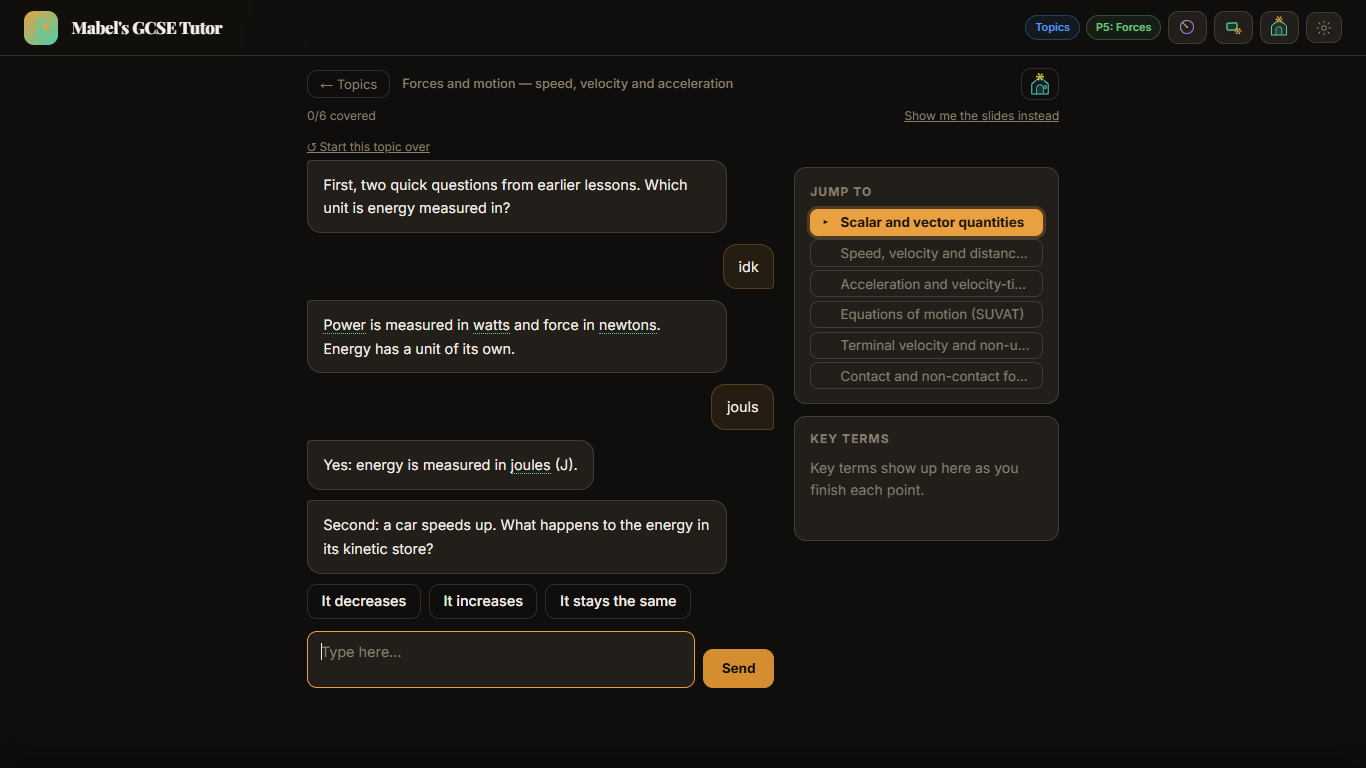 Mabel's GCSE Tutor
Topics
P5: Forces
← Topics
Forces and motion — speed, velocity and acceleration
0/6 covered
Show me the slides instead
↺ Start this topic over
First, two quick questions from earlier lessons. Which
unit is energy measured in?
idk
Power is measured in watts and force in newtons.
Energy has a unit of its own.
jouls
Yes: energy is measured in joules (J).
Second: a car speeds up. What happens to the energy in
its kinetic store?
It decreases
It increases
It stays the same
Type here...
Send
JUMP TO
‣ Scalar and vector quantities
Speed, velocity and distanc...
Acceleration and velocity-ti...
Equations of motion (SUVAT)
Terminal velocity and non-u...
Contact and non-contact fo...
KEY TERMS
Key terms show up here as you
finish each point.